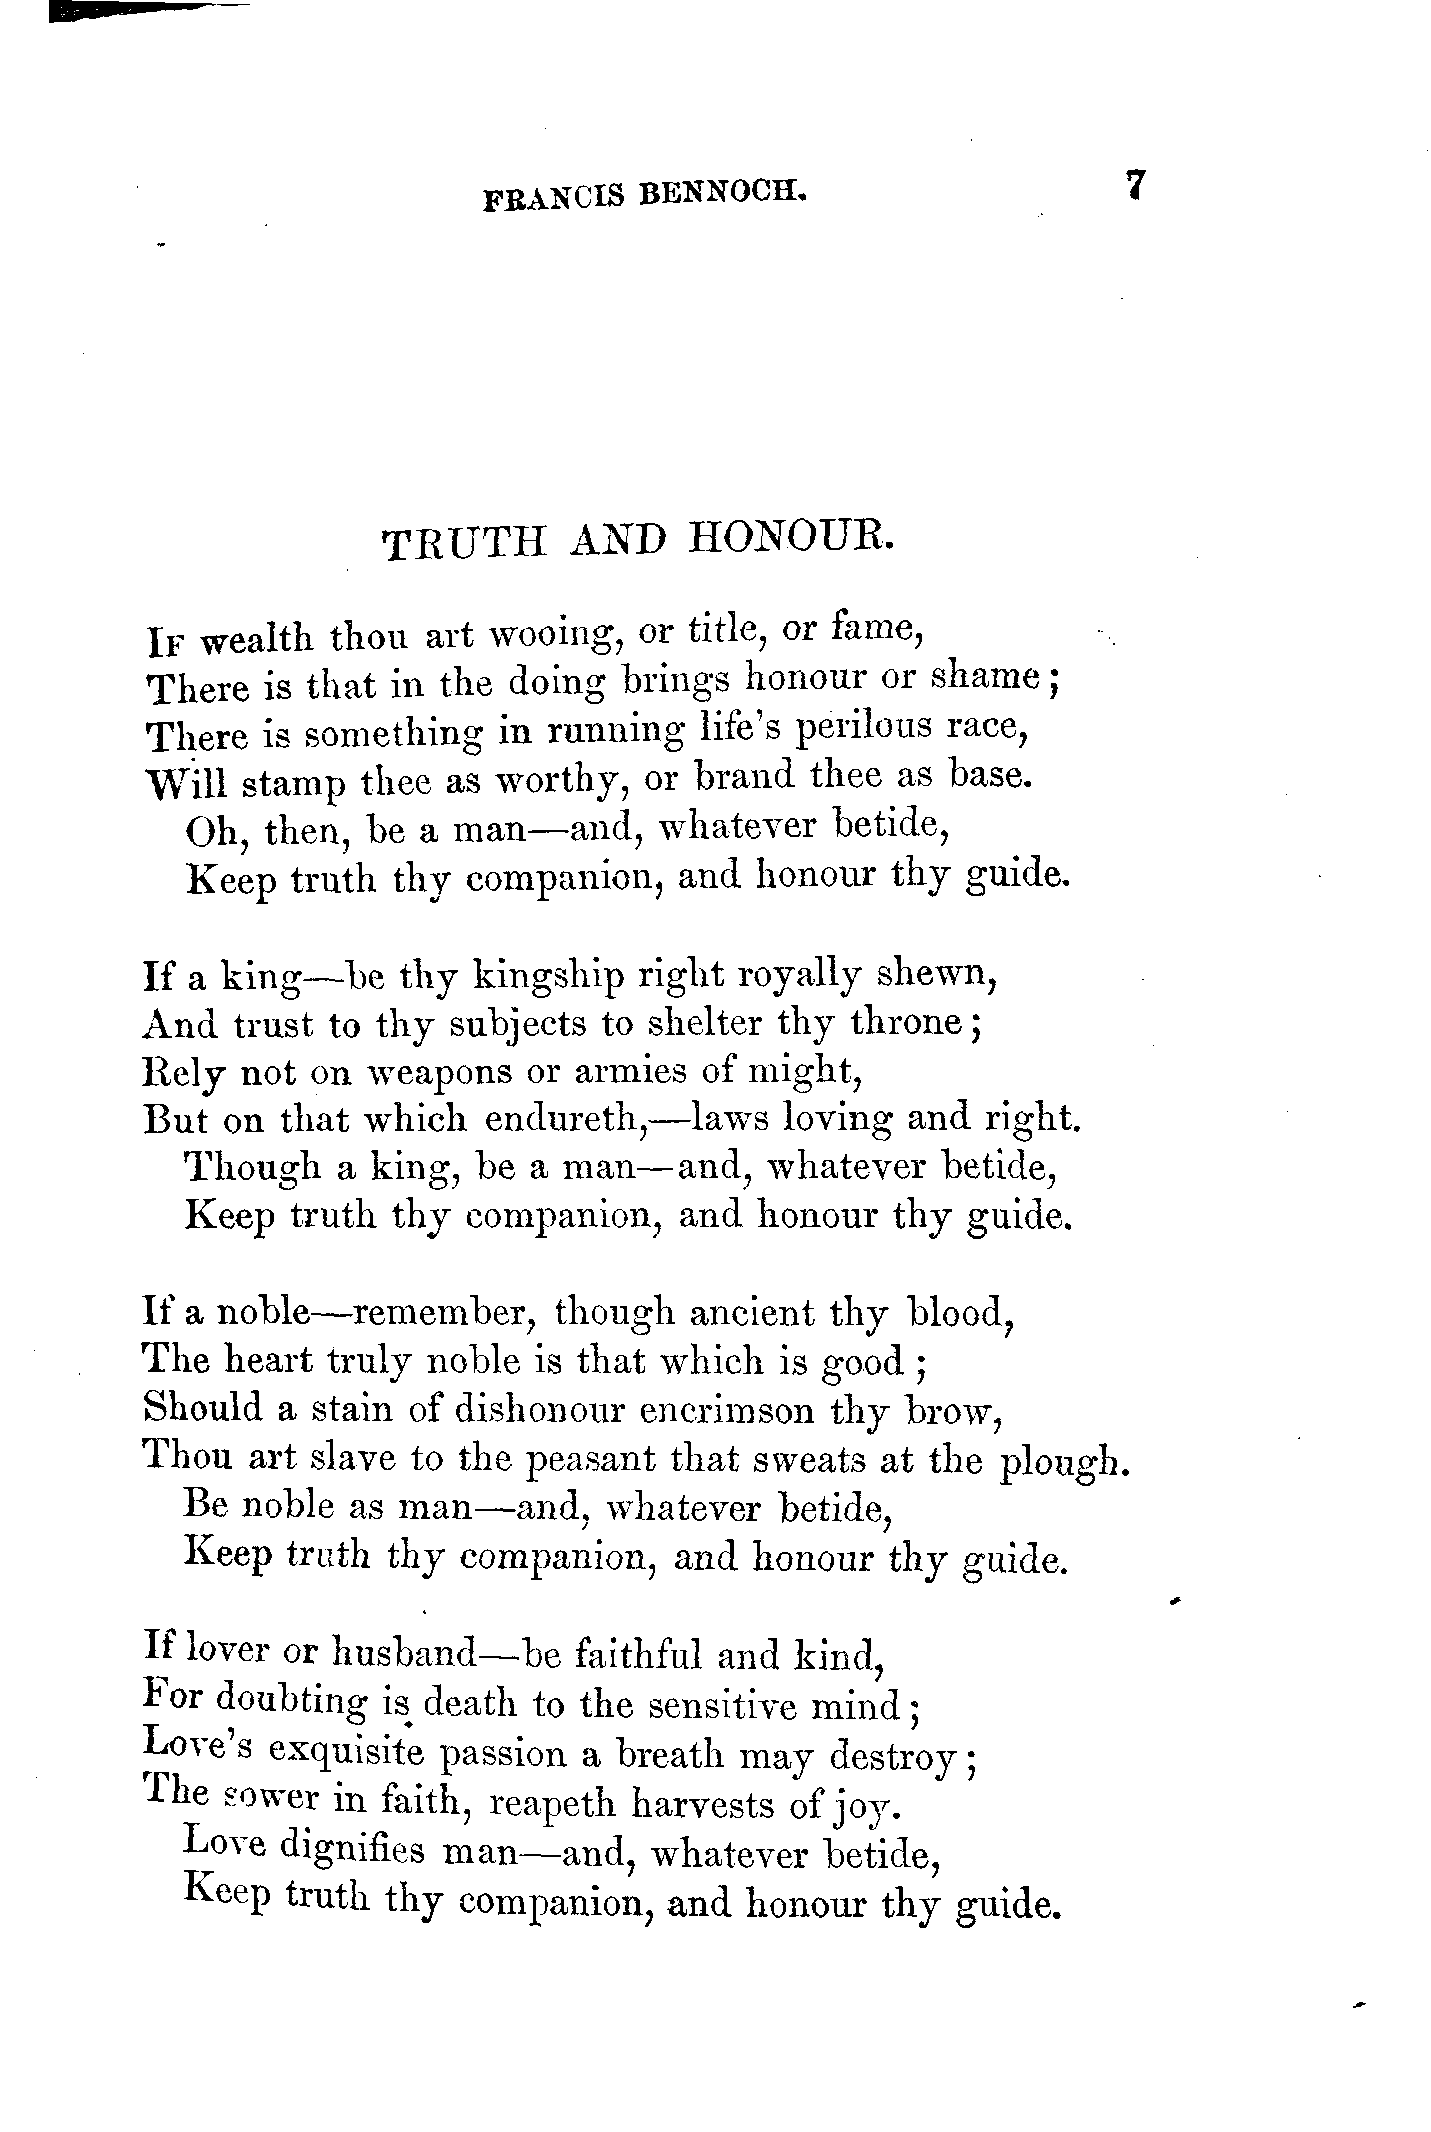 FRANCIS BENNOCH. 7
TRUTH AND HONOUR.
IF wealth thou art wooing, or title, or fame,
There is that in the doing brings honour or shame;
There is something in running life's perilous race,
Will stamp thee as worthy, or brand thee as base.
Oh, then, be a man—and, whatever betide,
Keep truth thy companion, and honour thy guide.
If a king—be thy kingship right royally shewn,
And trust to thy subjects to shelter thy throne;
Rely not on weapons or armies of might,
But on that which endureth,—laws loving and right.
Though a king, be a man—and, whatever betide,
Keep truth thy companion, and honour thy guide.
If a noble—remember, though ancient thy blood,
The heart truly noble is that which is good;
Should a stain of dishonour encrimson thy brow,
Thou art slave to the peasant that sweats at the plough.
Be noble as man—and, whatever betide,
Keep truth thy companion, and honour thy guide.
If lover or husband—be faithful and kind,
For doubting is death to the sensitive mind;
Love's exquisite passion a breath may destroy;
The sower in faith, reapeth harvests of joy.
Love dignifies man—and, whatever betide,
Keep truth thy companion, and honour thy guide.